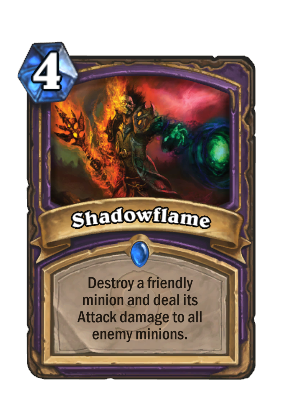 4
Shadowflame
Destroy a friendly
minion and deal its
Attack damage to all
enemy minions.